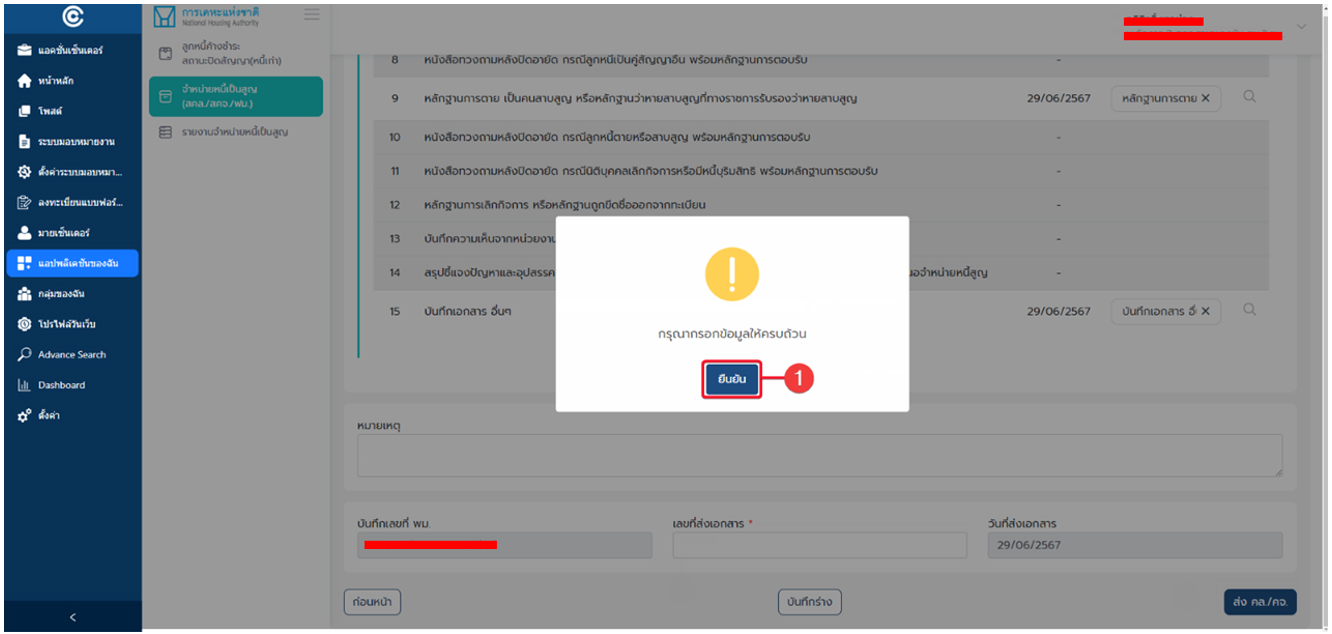 การเคหะแห่งชาติ
National Housing Authority
แอดชั่นเซ็นเตอร์
หน้าหลัก
โพสต์
ระบบมอบหมายงาน
ตั้งค่าระบบมอบหมา...
ลงทะเบียนแบบฟอร์...
มายเซ็นเตอร์
แอปพลิเคชันของฉัน
กลุ่มของฉัน
โปรไฟล์วันเว็บ
Advance Search
Dashboard
ตั้งค่า
<
ลูกหนี้ค้างชำระ
สถานะปิดสัญญา(หนี้เก่า)
จำหน่ายหนี้เป็นสูญ
(สคล./สคจ./ฝบ.)
รายงานจำหน่ายหนี้เป็นสูญ
8 หนังสือทวงถามหลังปิดอายัด กรณีลูกหนี้เป็นคู่สัญญาอื่น พร้อมหลักฐานการตอบรับ -
9 หลักฐานการตาย เป็นคนสาบสูญ หรือหลักฐานว่าหายสาบสูญที่ทางราชการรับรองว่าหายสาบสูญ 29/06/2567 หลักฐานการตาย X
10 หนังสือทวงถามหลังปิดอายัด กรณีลูกหนี้ตายหรือสาบสูญ พร้อมหลักฐานการตอบรับ -
11 หนังสือทวงถามหลังปิดอายัด กรณีนิติบุคคลเลิกกิจการหรือมีหนี้บุริมสิทธิ พร้อมหลักฐานการตอบรับ -
12 หลักฐานการเลิกกิจการ หรือหลักฐานถูกขีดชื่อออกจากทะเบียน -
13 บันทึกความเห็นจากหน่วยงาน -
14 สรุปชี้แจงปัญหาและอุปสรรค อจำหน่ายหนี้สูญ -
15 บันทึกเอกสาร อื่นๆ 29/06/2567 บันทึกเอกสาร อื่ X
กรุณากรอกข้อมูลให้ครบถ้วน
ยืนยัน 1
หมายเหตุ
บันทึกเลขที่ พม. เลขที่ส่งเอกสาร * วันที่ส่งเอกสาร
29/06/2567
ก่อนหน้า บันทึกร่าง ส่ง คล./คจ.